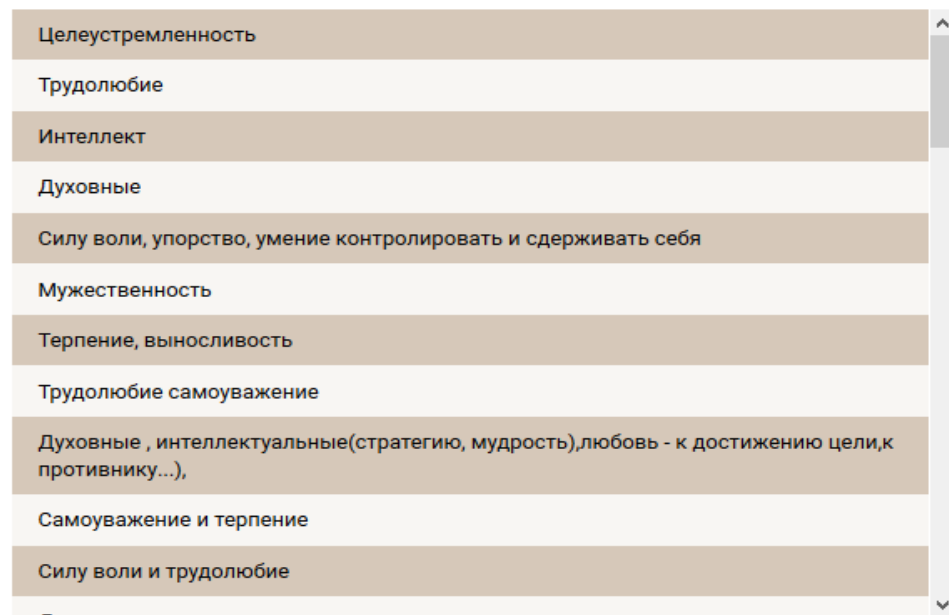 Целеустремленность
Трудолюбие
Интеллект
Духовные
Силу воли, упорство, умение контролировать и сдерживать себя
Мужественность
Терпение, выносливость
Трудолюбие самоуважение
Духовные , интеллектуальные(стратегию, мудрость),любовь - к достижению цели,к
противнику...),
Самоуважение и терпение
Силу воли и трудолюбие